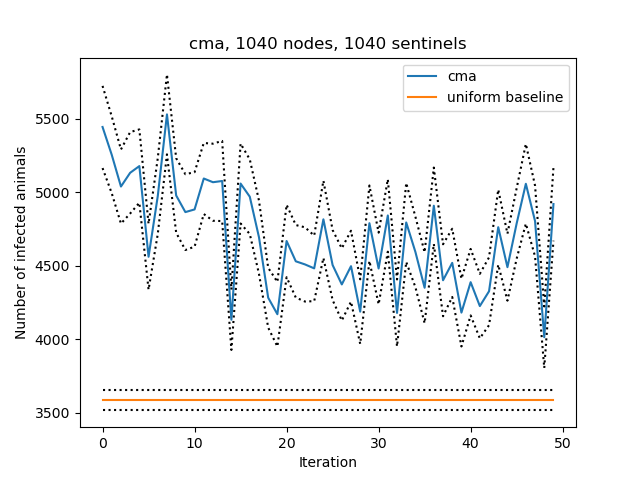 cma, 1040 nodes, 1040 sentinels
cma
uniform baseline
Number of infected animals
5500
5000
4500
4000
3500
0 10 20 30 40 50
Iteration